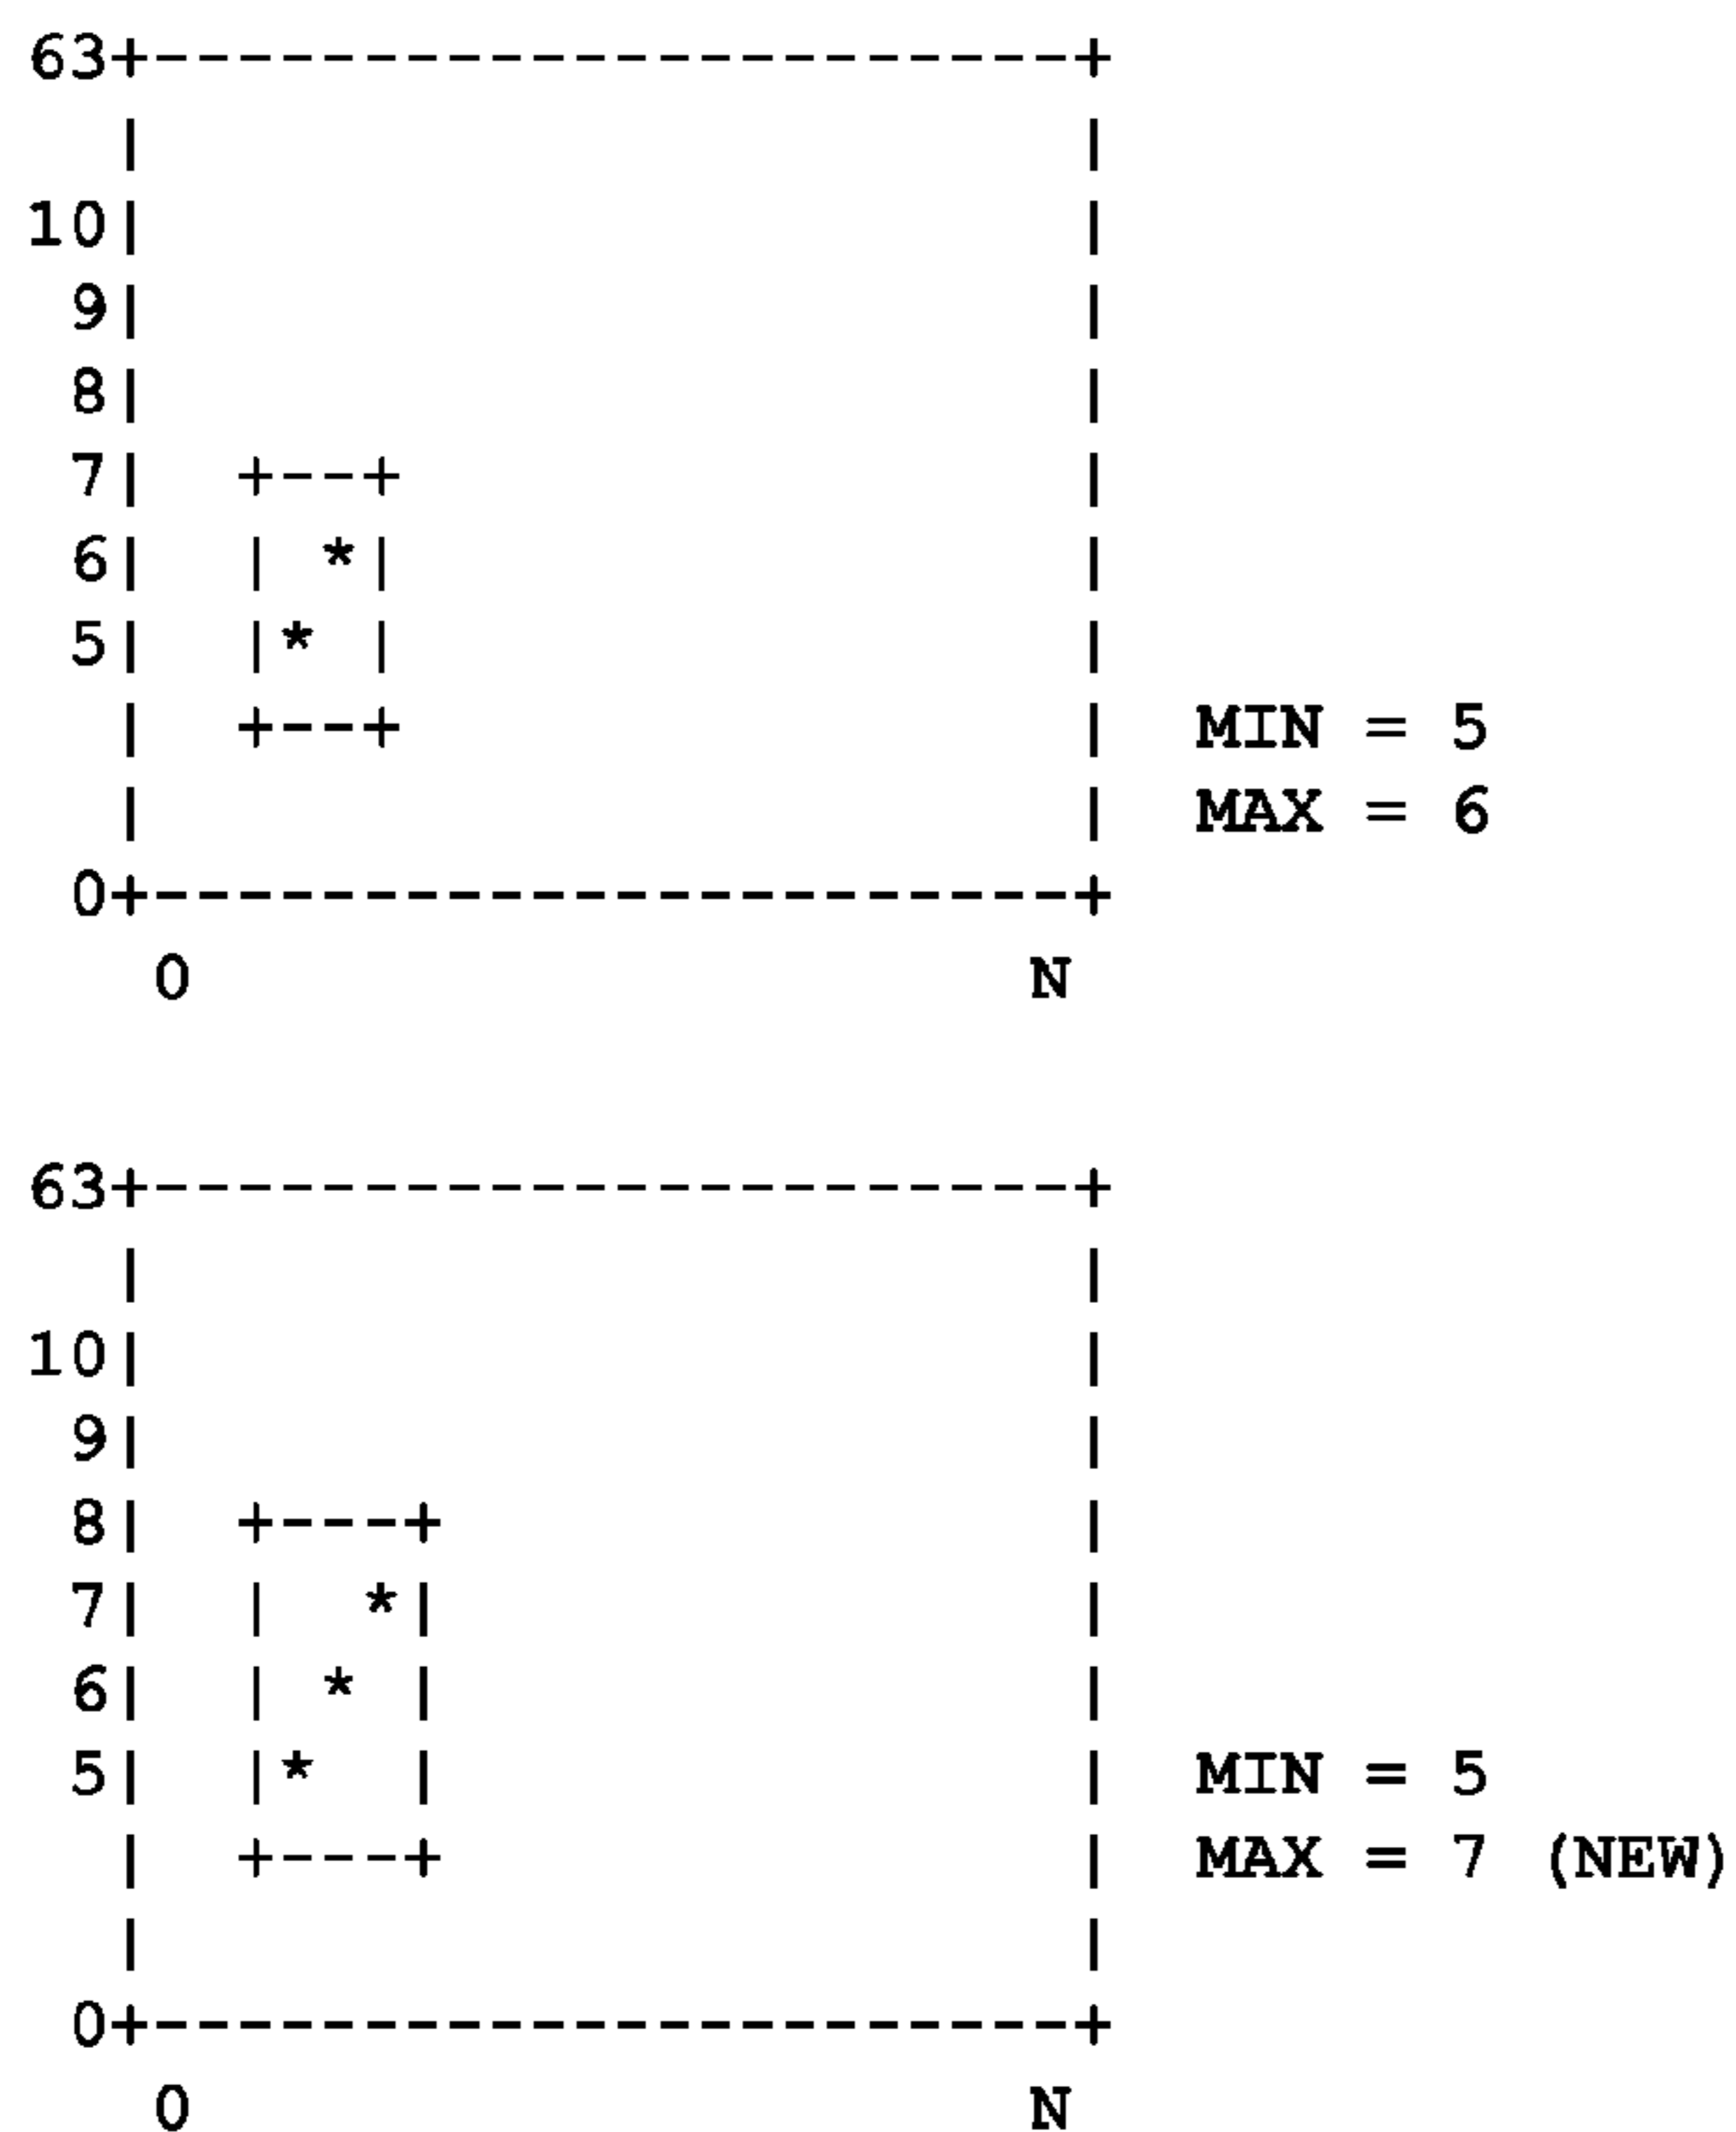 63+----------------------+
  |                      |
10|                      |
 9|                      |
 8|                      |
 7|  +--+                |
 6|  | *|                |
 5|  |* |                |
  |  +--+                |  MIN = 5
  |                      |  MAX = 6
 0+----------------------+
   0                    N
63+----------------------+
  |                      |
10|                      |
 9|                      |
 8|  +---+               |
 7|  |  *|               |
 6|  | * |               |
 5|  |*  |               |  MIN = 5
  |  +---+               |  MAX = 7 (NEW)
  |                      |
 0+----------------------+
   0                    N